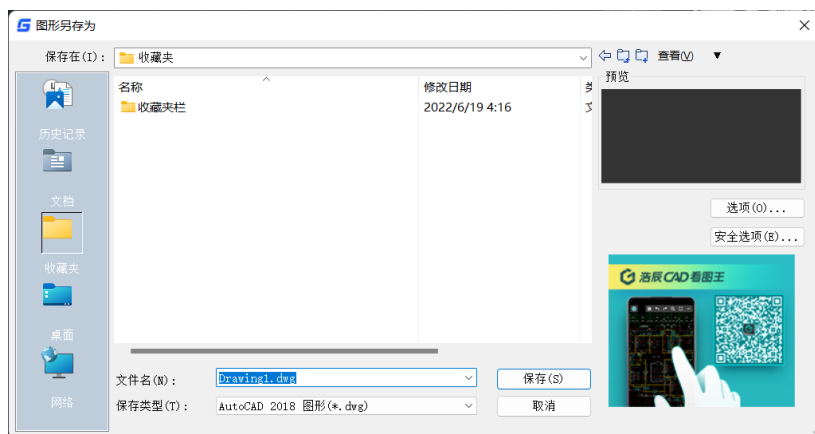 图形另存为
保存在(I):
收藏夹
查看(V)
名称
修改日期
收藏夹栏
2022/6/19 4:16
预览
历史记录
文档
收藏夹
桌面
网络
选项(O)...
安全选项(E)...
浩辰CAD看图王
文件名(N):
Drawing1.dwg
保存(S)
保存类型(T):
AutoCAD 2018 图形(*.dwg)
取消